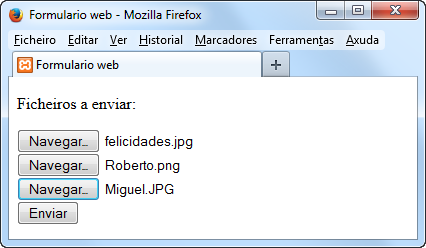 Formulario web - Mozilla Firefox
Ficheiro Editar Ver Historial Marcadores Ferramentas Axuda
Formulario web
Ficheiros a enviar:
Navegar... felicidades.jpg
Navegar... Roberto.png
Navegar... Miguel.JPG
Enviar